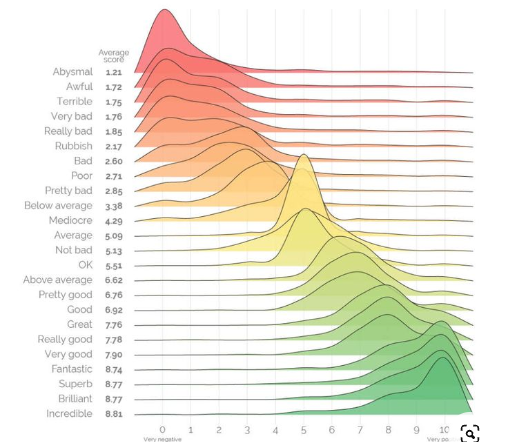 Average
score
Abysmal 1.21
Awful 1.72
Terrible 1.75
Very bad 1.76
Really bad 1.85
Rubbish 2.17
Bad 2.60
Poor 2.71
Pretty bad 2.85
Below average 3.38
Mediocre 4.29
Average 5.09
Not bad 5.13
OK 5.51
Above average 6.62
Pretty good 6.76
Good 6.92
Great 7.76
Really good 7.78
Very good 7.90
Fantastic 8.74
Superb 8.77
Brilliant 8.77
Incredible 8.81
0 1 2 3 4 5 6 7 8 9 10
Very negative Very